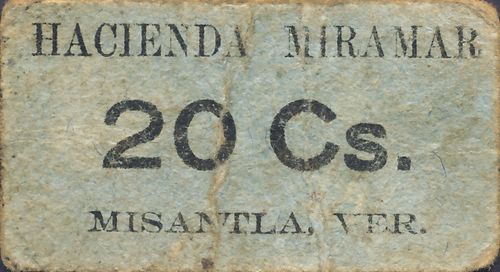 HACIENDA MIRAMAR
20 Cs.
MISANTLA, VER.